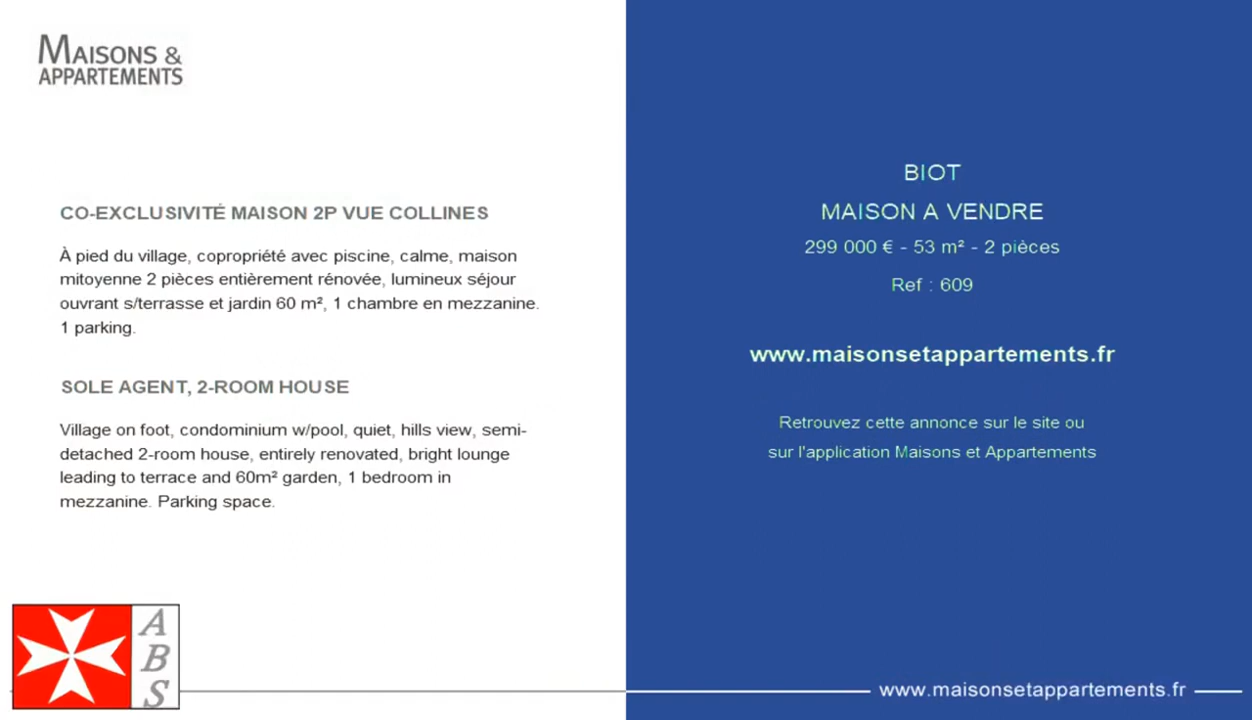 MAISONS &
APPARTEMENTS
CO-EXCLUSIVITÉ MAISON 2P VUE COLLINES
À pied du village, copropriété avec piscine, calme, maison
mitoyenne 2 pièces entièrement rénovée, lumineux séjour
ouvrant s/terrasse et jardin 60 m², 1 chambre en mezzanine.
1 parking.
SOLE AGENT, 2-ROOM HOUSE
Village on foot, condominium w/pool, quiet, hills view, semi-
detached 2-room house, entirely renovated, bright lounge
leading to terrace and 60m² garden, 1 bedroom in
mezzanine. Parking space.
ABS
BIOT
MAISON A VENDRE
299 000 € - 53 m² - 2 pièces
Ref : 609
www.maisonsetappartements.fr
Retrouvez cette annonce sur le site ou
sur l'application Maisons et Appartements
www.maisonsetappartements.fr